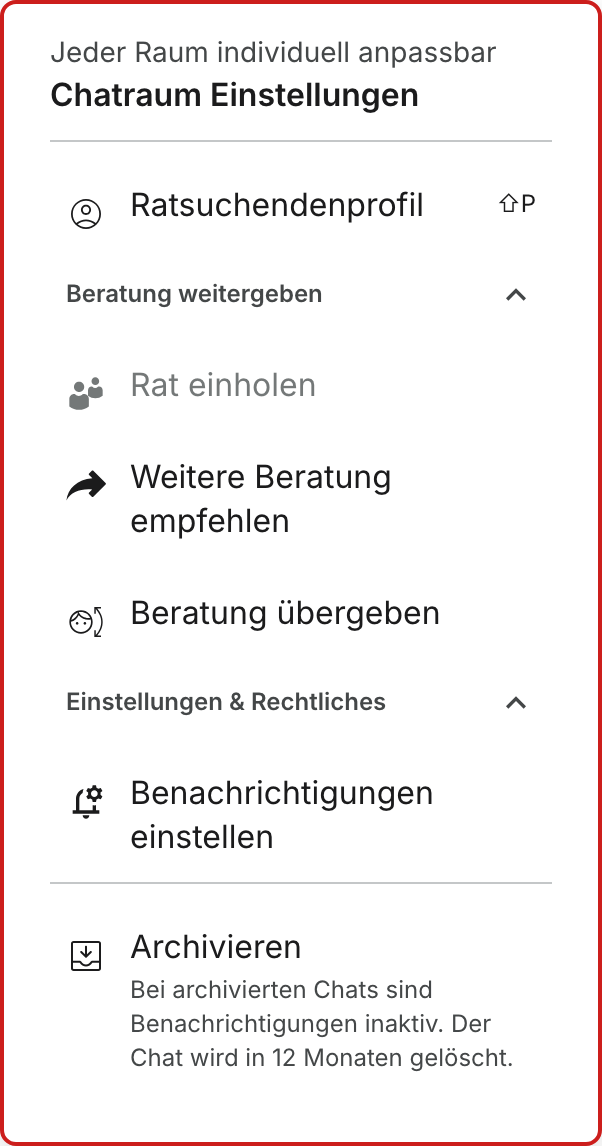 Jeder Raum individuell anpassbar
Chatraum Einstellungen
Ratsuchendenprofil ⇧P
Beratung weitergeben
Rat einholen
Weitere Beratung
empfehlen
Beratung übergeben
Einstellungen & Rechtliches
Benachrichtigungen
einstellen
Archivieren
Bei archivierten Chats sind
Benachrichtigungen inaktiv. Der
Chat wird in 12 Monaten gelöscht.